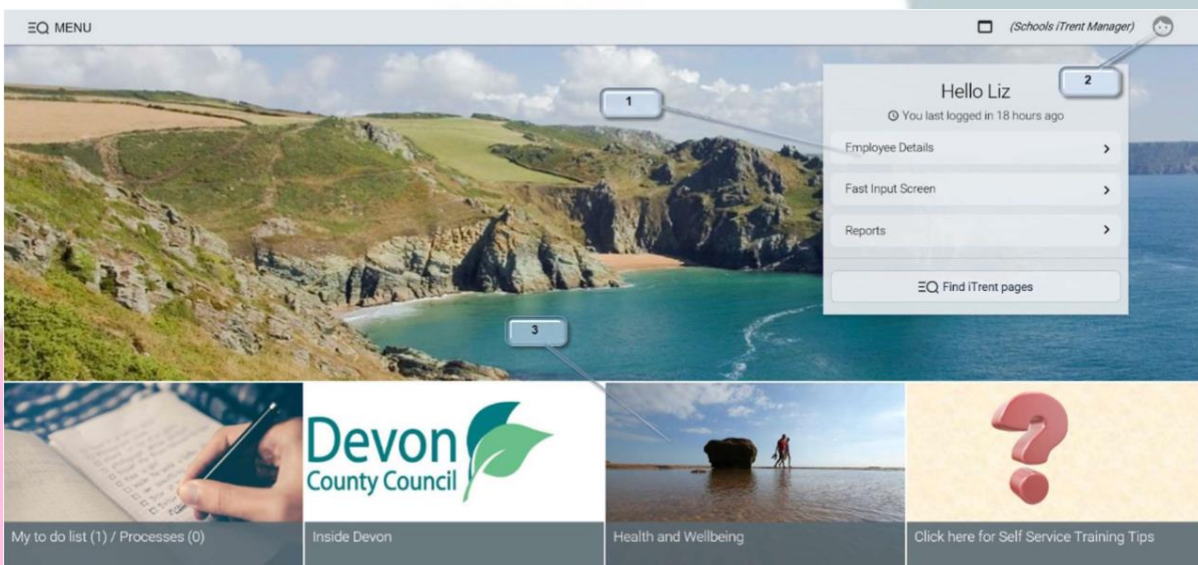 MENU
(Schools iTrent Manager)
1
2
Hello Liz
You last logged in 18 hours ago
Employee Details
Fast Input Screen
Reports
Find iTrent pages
3
Devon
County Council
My to do list (1) / Processes (0)
Inside Devon
Health and Wellbeing
Click here for Self Service Training Tips